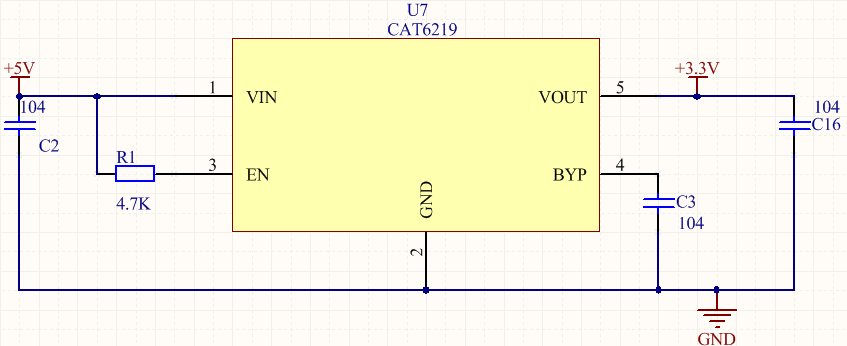 U7
CAT6219
+5V
+3.3V
104
C2
1
VIN
VOUT
5
104
C16
R1
4.7K
3
EN
BYP
4
C3
104
GND
2
GND